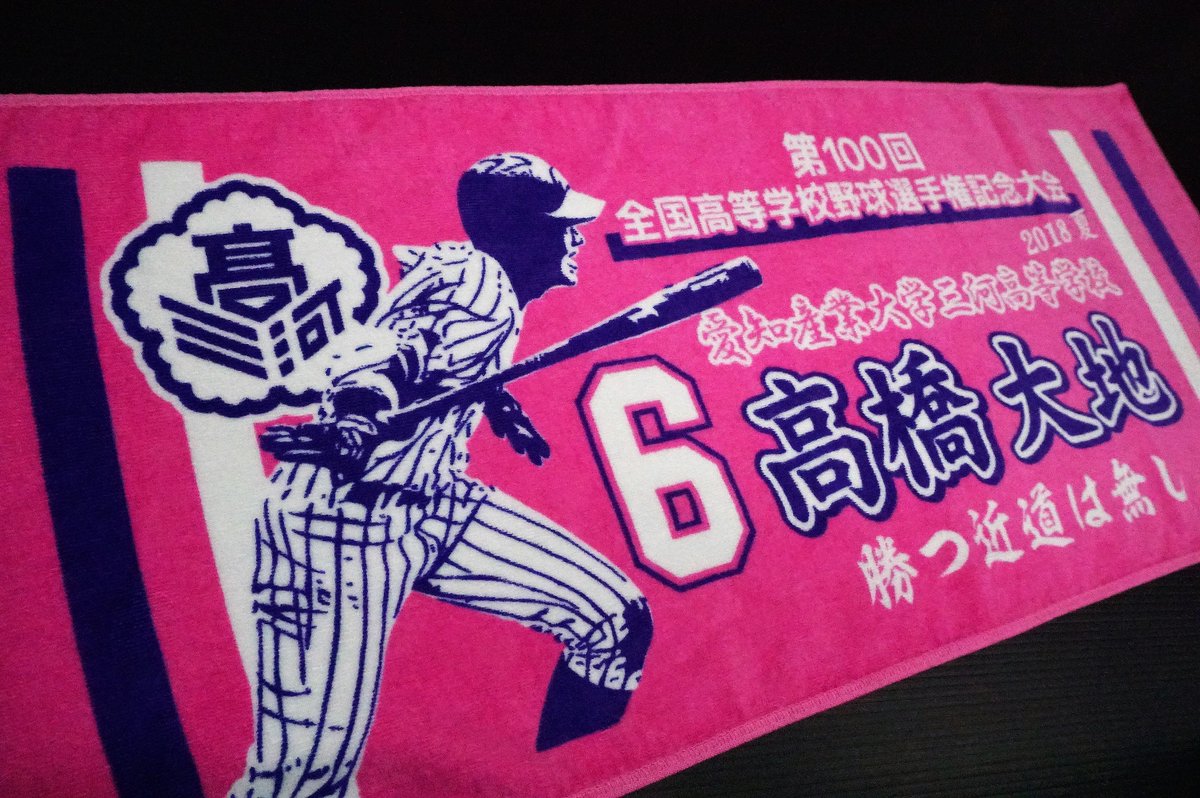 高
三河
第100回
全国高等学校野球選手権記念大会
2018 夏
愛知産業大学三河高等学校
6 高橋 大地
勝つ近道は無し